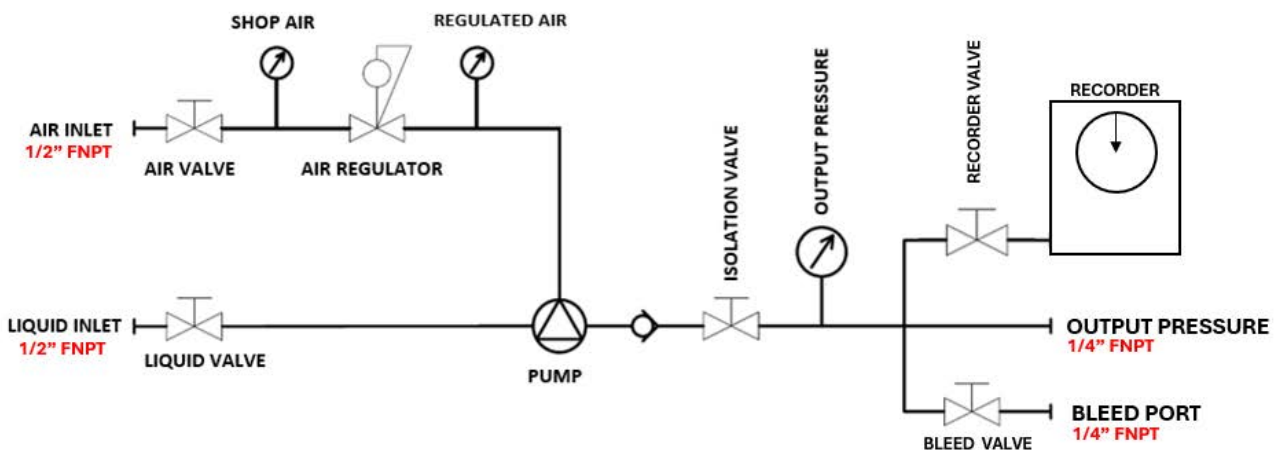 SHOP AIR
REGULATED AIR
AIR INLET
1/2” FNPT
AIR VALVE
AIR REGULATOR
ISOLATION VALVE
OUTPUT PRESSURE
RECORDER VALVE
RECORDER
LIQUID INLET
1/2” FNPT
LIQUID VALVE
PUMP
OUTPUT PRESSURE
1/4” FNPT
BLEED PORT
1/4” FNPT
BLEED VALVE